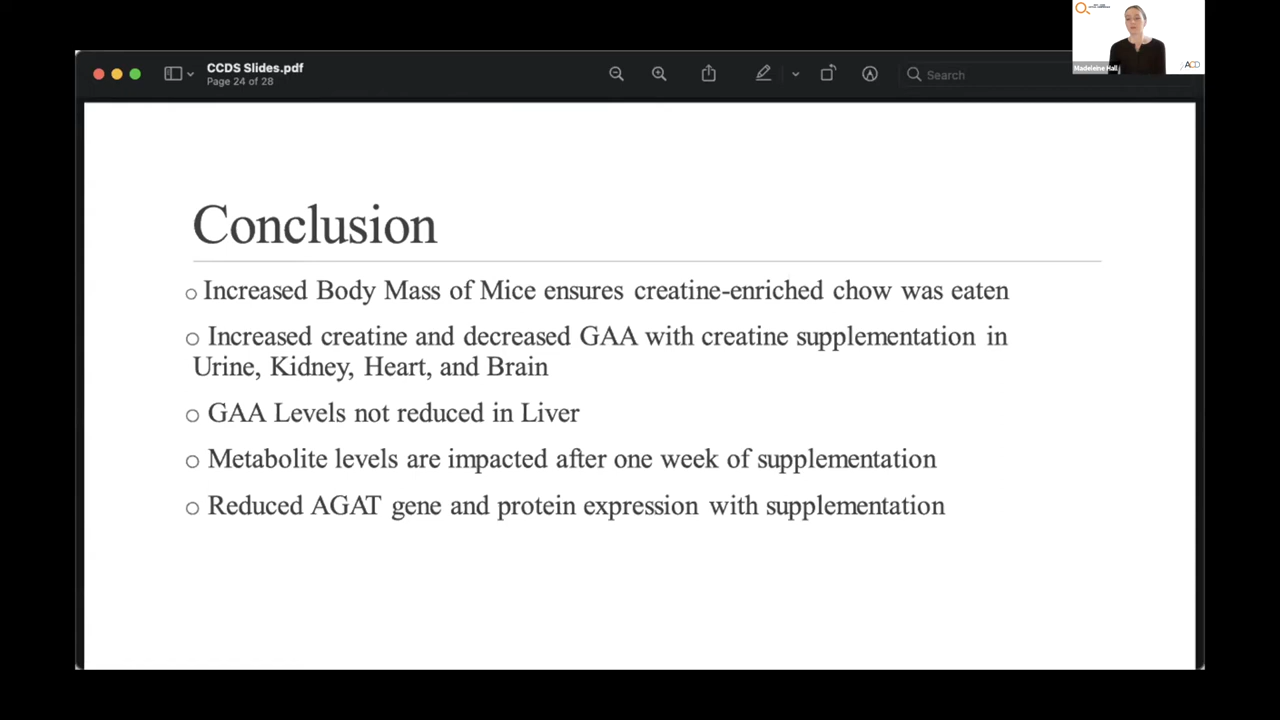 CCDS Slides.pdf
Page 24 of 28
Search
Madeleine Hall
ACD
Conclusion
Increased Body Mass of Mice ensures creatine-enriched chow was eaten
Increased creatine and decreased GAA with creatine supplementation in
Urine, Kidney, Heart, and Brain
GAA Levels not reduced in Liver
Metabolite levels are impacted after one week of supplementation
Reduced AGAT gene and protein expression with supplementation